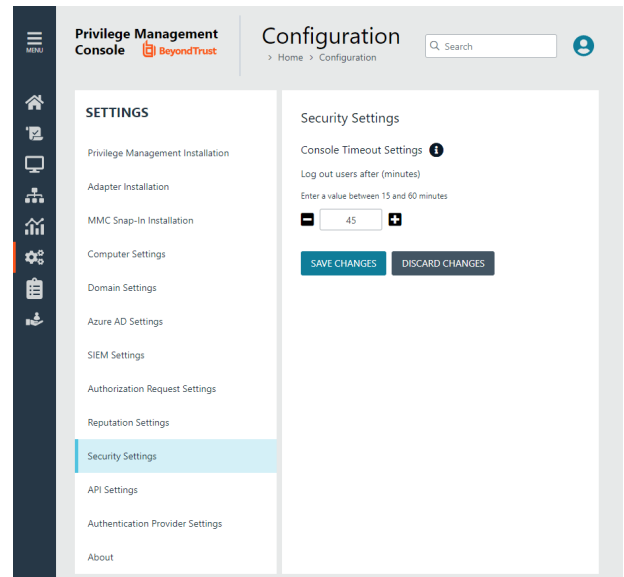 MENU
Privilege Management
Console BeyondTrust
Configuration
> Home > Configuration
Search
SETTINGS
Privilege Management Installation
Adapter Installation
MMC Snap-In Installation
Computer Settings
Domain Settings
Azure AD Settings
SIEM Settings
Authorization Request Settings
Reputation Settings
Security Settings
API Settings
Authentication Provider Settings
About
Security Settings
Console Timeout Settings
Log out users after (minutes)
Enter a value between 15 and 60 minutes
45
SAVE CHANGES DISCARD CHANGES